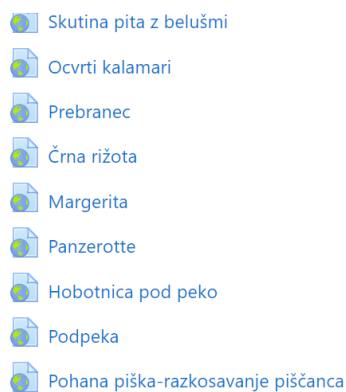 Skutina pita z belušmi
Ocvrti kalamari
Prebranec
Črna rižota
Margerita
Panzerotte
Hobotnica pod peko
Podpeka
Pohana piška-razkosavanje piščanca